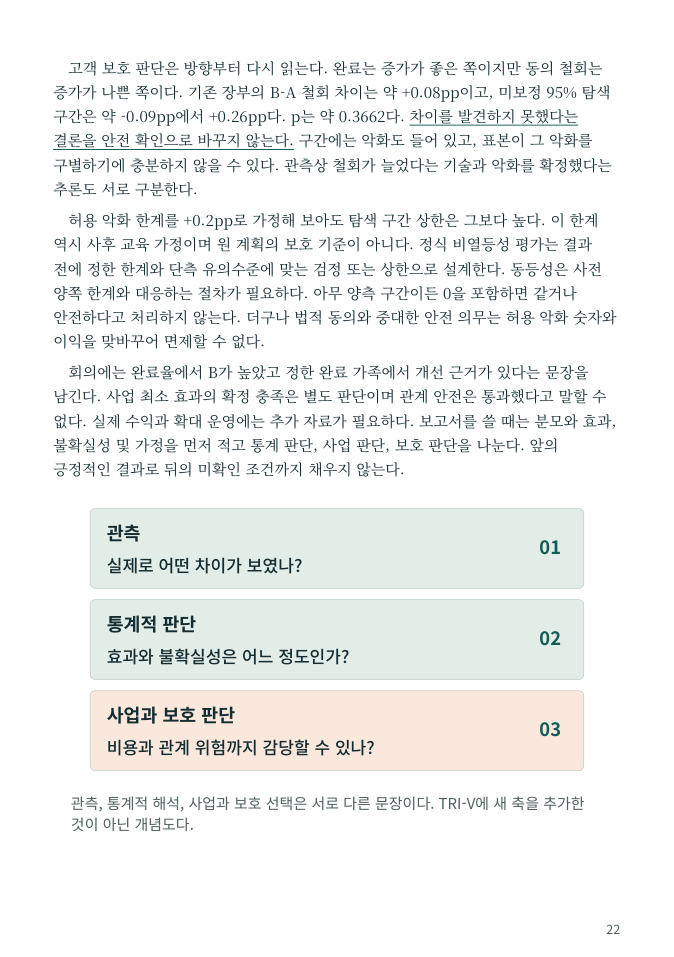 고객 보호 판단은 방향부터 다시 읽는다. 완료는 증가가 좋은 쪽이지만 동의 철회는
증가가 나쁜 쪽이다. 기존 장부의 B-A 철회 차이는 약 +0.08pp이고, 미보정 95% 탐색
구간은 약 -0.09pp에서 +0.26pp다. p는 약 0.3662다. 차이를 발견하지 못했다는
결론을 안전 확인으로 바꾸지 않는다. 구간에는 악화도 들어 있고, 표본이 그 악화를
구별하기에 충분하지 않을 수 있다. 관측상 철회가 늘었다는 기술과 악화를 확정했다는
추론도 서로 구분한다.
허용 악화 한계를 +0.2pp로 가정해 보아도 탐색 구간 상한은 그보다 높다. 이 한계
역시 사후 교육 가정이며 원 계획의 보호 기준이 아니다. 정식 비열등성 평가는 결과
전에 정한 한계와 단측 유의수준에 맞는 검정 또는 상한으로 설계한다. 동등성은 사전
양쪽 한계와 대응하는 절차가 필요하다. 아무 양측 구간이든 0을 포함하면 같거나
안전하다고 처리하지 않는다. 더구나 법적 동의와 중대한 안전 의무는 허용 악화 숫자와
이익을 맞바꾸어 면제할 수 없다.
회의에는 완료율에서 B가 높았고 정한 완료 가족에서 개선 근거가 있다는 문장을
남긴다. 사업 최소 효과의 확정 충족은 별도 판단이며 관계 안전은 통과했다고 말할 수
없다. 실제 수익과 확대 운영에는 추가 자료가 필요하다. 보고서를 쓸 때는 분모와 효과,
불확실성 및 가정을 먼저 적고 통계 판단, 사업 판단, 보호 판단을 나눈다. 앞의
긍정적인 결과로 뒤의 미확인 조건까지 채우지 않는다.
관측
실제로 어떤 차이가 보였나?
01
통계적 판단
효과와 불확실성은 어느 정도인가?
02
사업과 보호 판단
비용과 관계 위험까지 감당할 수 있나?
03
관측, 통계적 해석, 사업과 보호 선택은 서로 다른 문장이다. TRI-V에 새 축을 추가한
것이 아닌 개념도다.
22